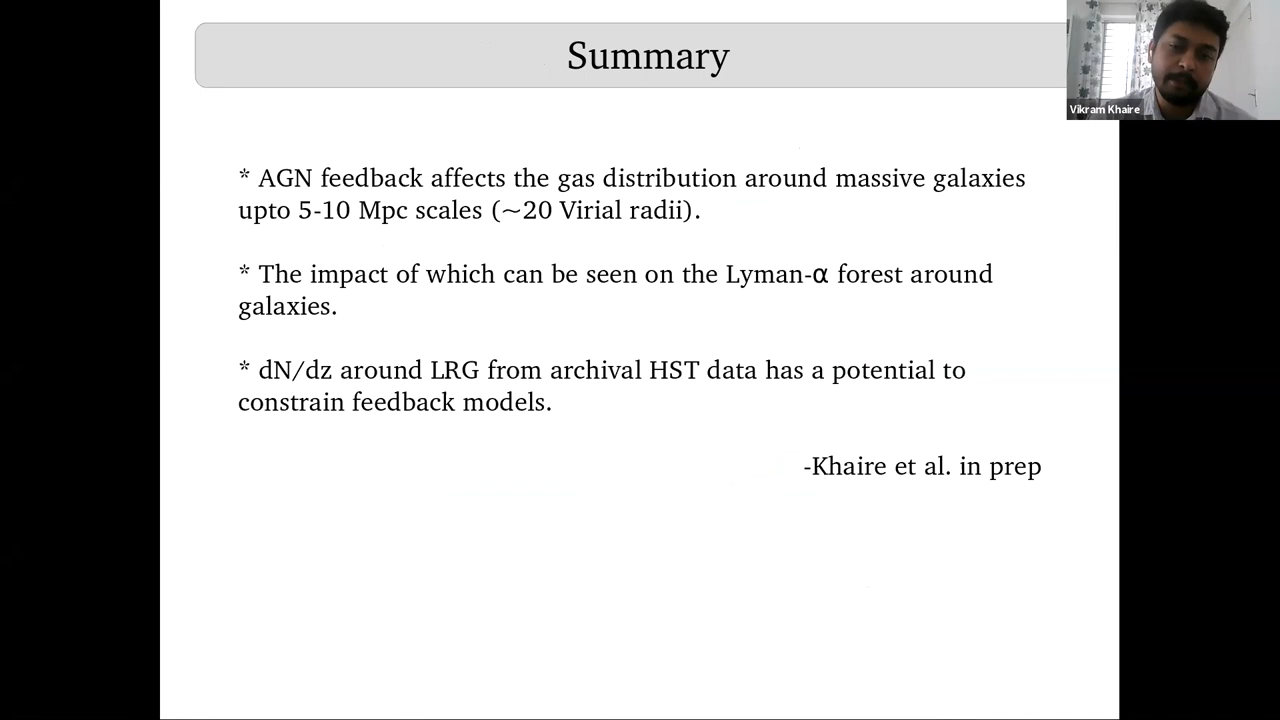 Summary
Vikram Khaire
* AGN feedback affects the gas distribution around massive galaxies
upto 5-10 Mpc scales (~20 Virial radii).
* The impact of which can be seen on the Lyman-α forest around
galaxies.
* dN/dz around LRG from archival HST data has a potential to
constrain feedback models.
-Khaire et al. in prep